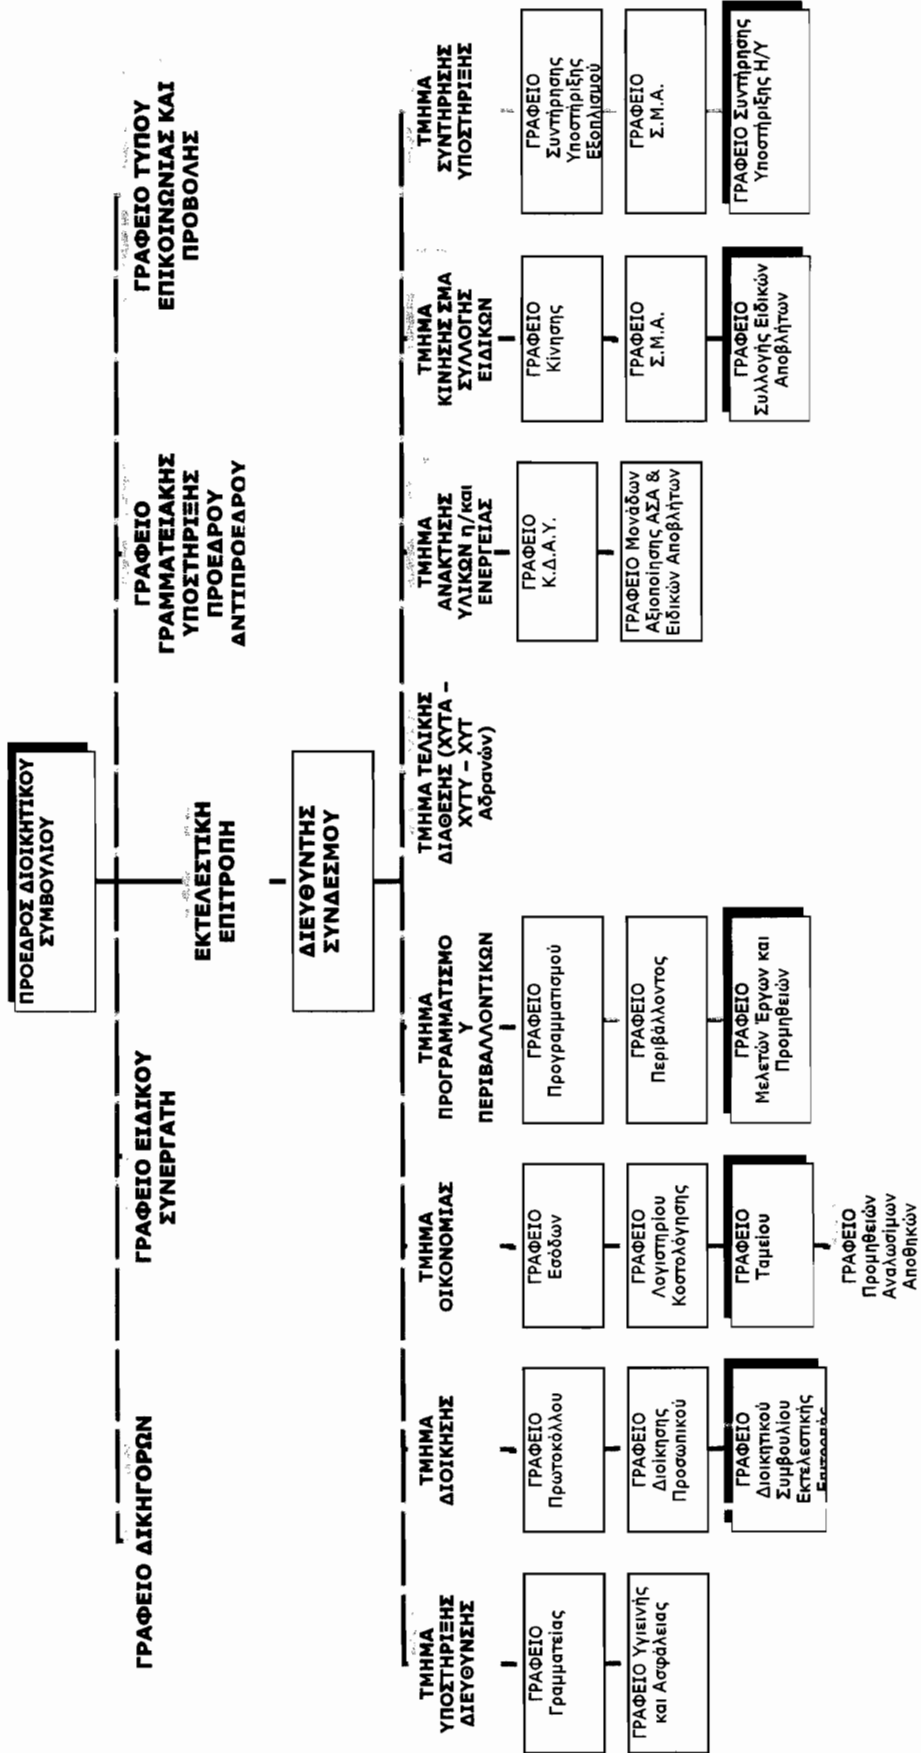 ΠΡΟΕΔΡΟΣ ΔΙΟΙΚΗΤΙΚΟΥ
ΣΥΜΒΟΥΛΙΟΥ
ΓΡΑΦΕΙΟ ΔΙΚΗΓΟΡΩΝ
ΓΡΑΦΕΙΟ ΕΙΔΙΚΟΥ
ΣΥΝΕΡΓΑΤΗ
ΕΚΤΕΛΕΣΤΙΚΗ
ΕΠΙΤΡΟΠΗ
ΓΡΑΦΕΙΟ
ΓΡΑΜΜΑΤΕΙΑΚΗΣ
ΥΠΟΣΤΗΡΙΞΗΣ
ΠΡΟΕΔΡΟΥ
ΑΝΤΙΠΡΟΕΔΡΟΥ
ΓΡΑΦΕΙΟ ΤΥΠΟΥ
ΕΠΙΚΟΙΝΩΝΙΑΣ ΚΑΙ
ΠΡΟΒΟΛΗΣ
ΔΙΕΥΘΥΝΤΗΣ
ΣΥΝΔΕΣΜΟΥ
ΤΜΗΜΑ
ΥΠΟΣΤΗΡΙΞΗΣ
ΔΙΕΥΘΥΝΣΗΣ
ΓΡΑΦΕΙΟ
Γραμματείας
ΓΡΑΦΕΙΟ Υγιεινής
και Ασφάλειας
ΤΜΗΜΑ
ΔΙΟΙΚΗΣΗΣ
ΓΡΑΦΕΙΟ
Πρωτοκόλλου
ΓΡΑΦΕΙΟ
Διοίκησης
Προσωπικού
ΓΡΑΦΕΙΟ
Διοικητικού
Συμβουλίου
Εκτελεστικής
ΤΜΗΜΑ
ΟΙΚΟΝΟΜΙΑΣ
ΓΡΑΦΕΙΟ
Εσόδων
ΓΡΑΦΕΙΟ
Λογιστηρίου
Κοστολόγησης
ΓΡΑΦΕΙΟ
Ταμείου
ΓΡΑΦΕΙΟ
Προμηθειών
Αναλωσίμων
Αποθηκών
ΤΜΗΜΑ
ΠΡΟΓΡΑΜΜΑΤΙΣΜΟ
Υ
ΠΕΡΙΒΑΛΛΟΝΤΙΚΩΝ
ΓΡΑΦΕΙΟ
Προγραμματισμού
ΓΡΑΦΕΙΟ
Περιβάλλοντος
ΓΡΑΦΕΙΟ
Μελετών Έργων και
Προμηθειών
ΤΜΗΜΑ ΤΕΛΙΚΗΣ
ΔΙΑΘΕΣΗΣ (ΧΥΤΑ –
ΧΥΤΥ – ΧΥΤ
Αδρανών)
ΤΜΗΜΑ
ΑΝΑΚΤΗΣΗΣ
ΥΛΙΚΩΝ η/και
ΕΝΕΡΓΕΙΑΣ
ΓΡΑΦΕΙΟ
Κ.Δ.Α.Υ.
ΓΡΑΦΕΙΟ Μονάδων
Αξιοποίησης ΑΣΑ &
Ειδικών Αποβλήτων
ΤΜΗΜΑ
ΚΙΝΗΣΗΣ ΣΜΑ
ΣΥΛΛΟΓΗΣ
ΕΙΔΙΚΩΝ
ΓΡΑΦΕΙΟ
Κίνησης
ΓΡΑΦΕΙΟ
Σ.Μ.Α.
ΓΡΑΦΕΙΟ
Συλλογής Ειδικών
Αποβλήτων
ΤΜΗΜΑ
ΣΥΝΤΗΡΗΣΗΣ
ΥΠΟΣΤΗΡΙΞΗΣ
ΓΡΑΦΕΙΟ
Συντήρησης
Υποστήριξης
Εξοπλισμού
ΓΡΑΦΕΙΟ
Σ.Μ.Α.
ΓΡΑΦΕΙΟ Συντήρησης
Υποστήριξης Η/Υ